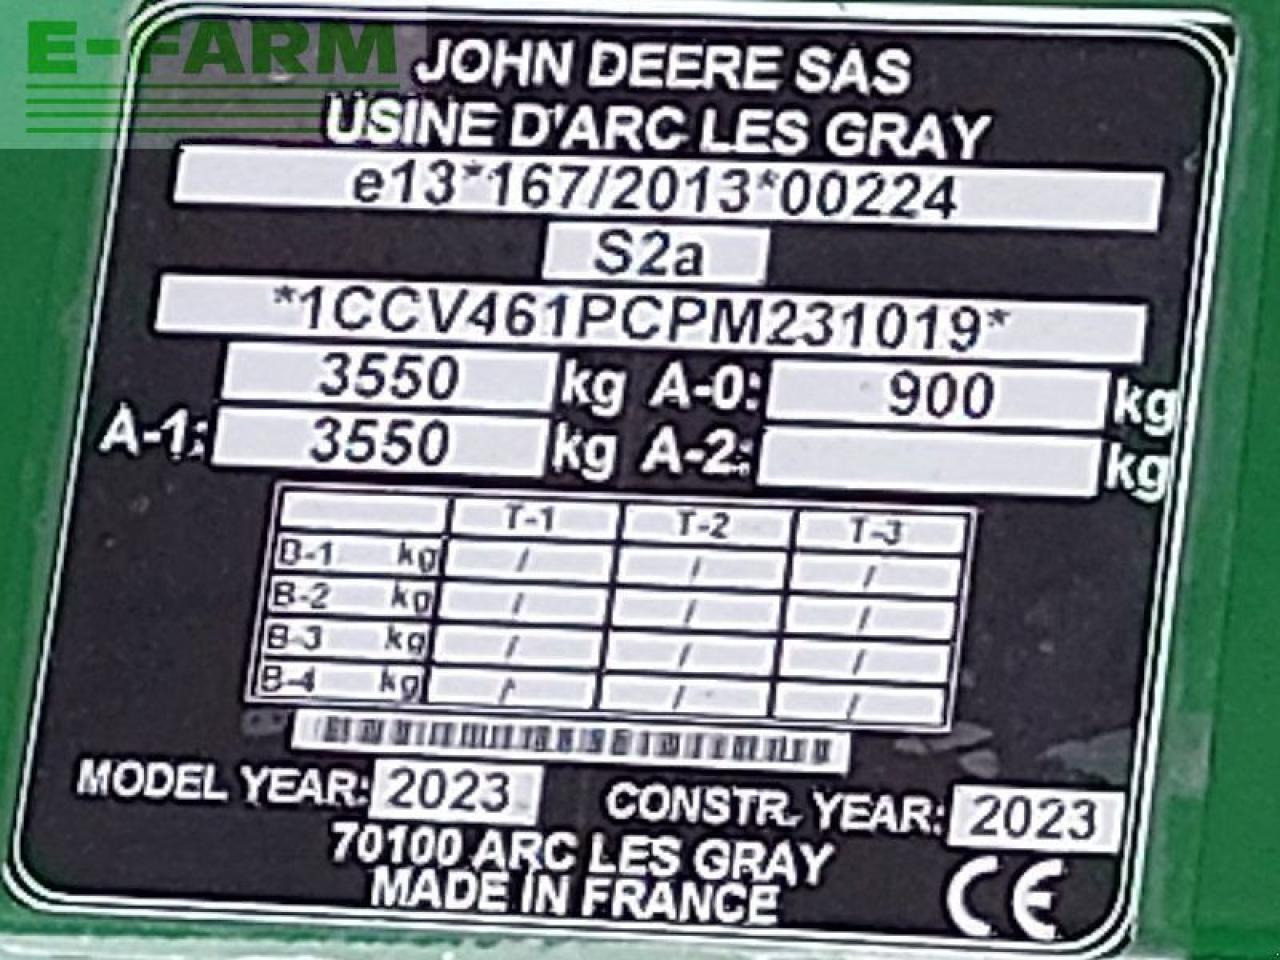 E-FARM
JOHN DEERE SAS
USINE D'ARC LES GRAY
e13*167/2013*00224
S2a
*1CCV461PCPM231019*
3550 kg A-0: 900 kg
A-1: 3550 kg A-2: kg
T-1 T-2 T-3
B-1 kg / / /
B-2 kg / / /
B-3 kg / / /
B-4 kg / / /
MODEL YEAR: 2023 CONSTR. YEAR: 2023
70100 ARC LES GRAY
MADE IN FRANCE CE